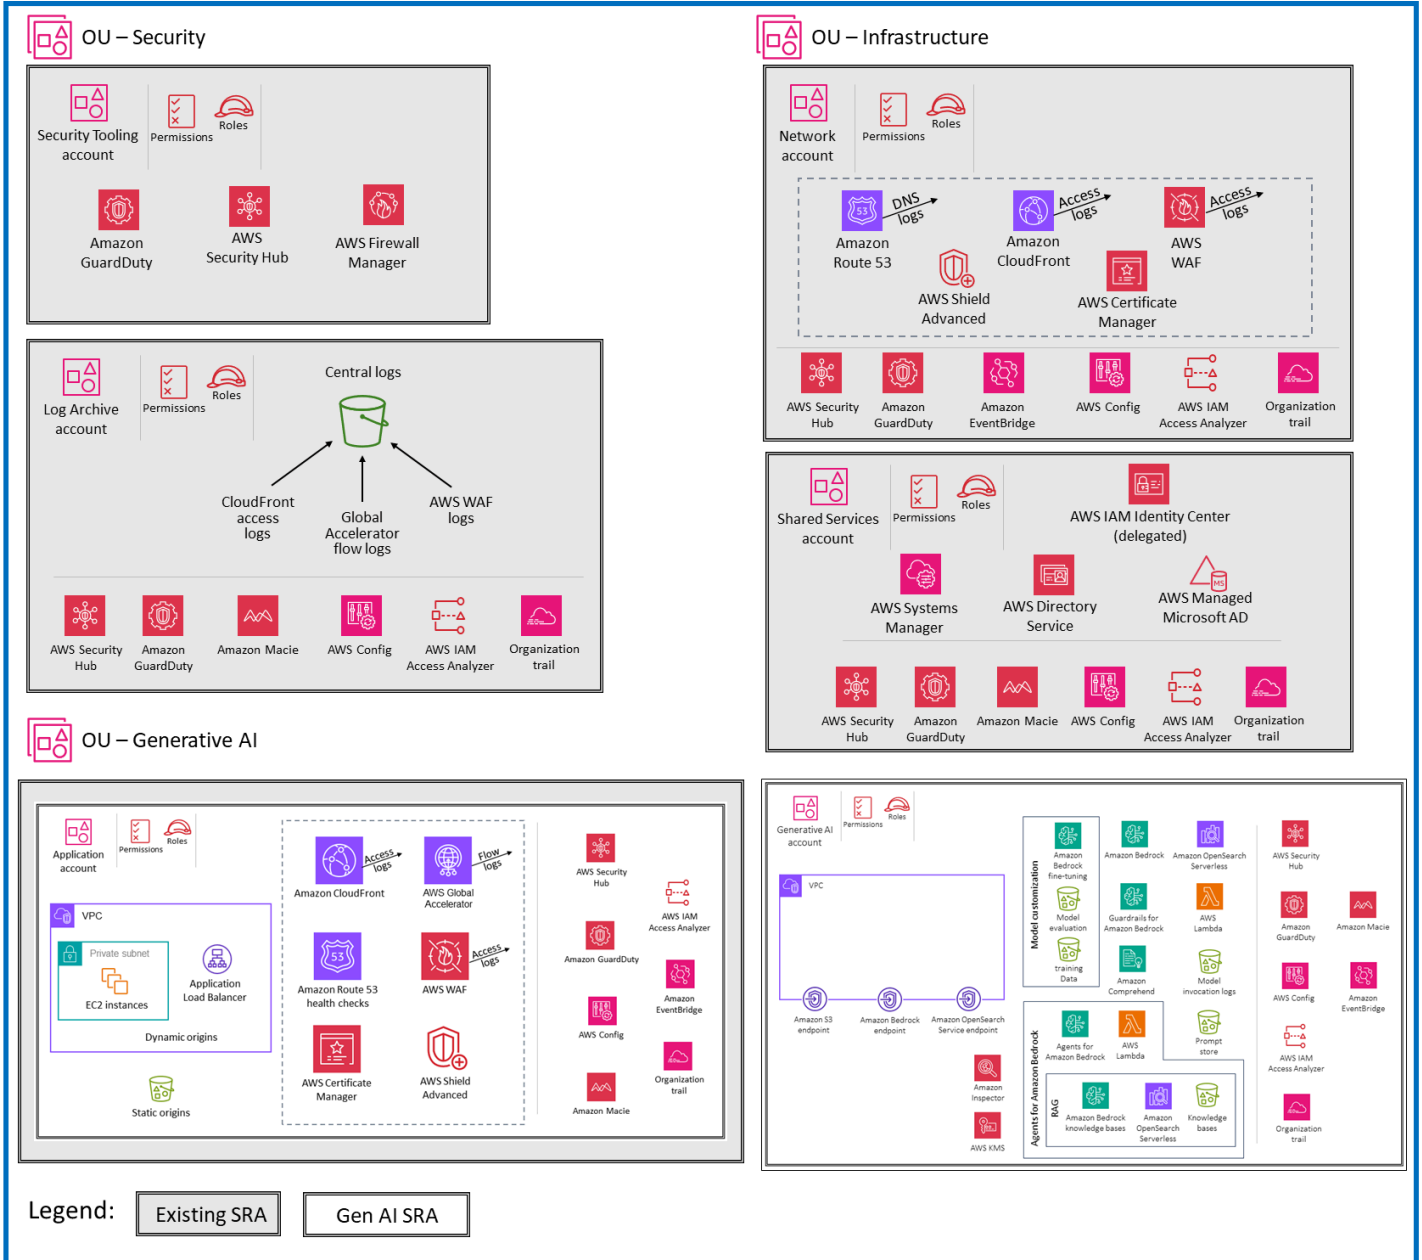 OU – Security
Security Tooling
account
Permissions
Roles
Amazon
GuardDuty
AWS
Security Hub
AWS Firewall
Manager
Log Archive
account
Permissions
Roles
Central logs
CloudFront
access
logs
Global
Accelerator
flow logs
AWS WAF
logs
AWS Security
Hub
Amazon
GuardDuty
Amazon Macie
AWS Config
AWS IAM
Access Analyzer
Organization
trail
OU – Infrastructure
Network
account
Permissions
Roles
53
DNS
logs
Amazon
Route 53
Access
logs
Amazon
CloudFront
Access
logs
AWS
WAF
AWS Shield
Advanced
AWS Certificate
Manager
AWS Security
Hub
Amazon
GuardDuty
Amazon
EventBridge
AWS Config
AWS IAM
Access Analyzer
Organization
trail
Shared Services
account
Permissions
Roles
AWS IAM Identity Center
(delegated)
AWS Systems
Manager
AWS Directory
Service
MS
AWS Managed
Microsoft AD
AWS Security
Hub
Amazon
GuardDuty
Amazon Macie
AWS Config
AWS IAM
Access Analyzer
Organization
trail
OU – Generative AI
Application
account
Permissions
Roles
VPC
Private subnet
EC2 instances
Application
Load Balancer
Dynamic origins
Static origins
Access
logs
Amazon CloudFront
Flow
logs
AWS Global
Accelerator
53
Amazon Route 53
health checks
Access
logs
AWS WAF
AWS Certificate
Manager
AWS Shield
Advanced
AWS Security
Hub
AWS IAM
Access Analyzer
Amazon GuardDuty
Amazon
EventBridge
AWS Config
Organization
trail
Amazon Macie
Generative AI
account
Permissions
Roles
VPC
Amazon S3
endpoint
Amazon Bedrock
endpoint
Amazon OpenSearch
Service endpoint
Amazon
Inspector
AWS KMS
Model customization
Amazon
Bedrock
fine-tuning
Model
evaluation
training
Data
Amazon Bedrock
Amazon OpenSearch
Serverless
Guardrails for
Amazon Bedrock
AWS
Lambda
Amazon
Comprehend
Model
invocation logs
Prompt
store
Agents for Amazon Bedrock
Agents for
Amazon Bedrock
AWS
Lambda
RAG
Amazon Bedrock
knowledge bases
Amazon
OpenSearch
Serverless
Knowledge
bases
AWS Security
Hub
Amazon
GuardDuty
Amazon Macie
AWS Config
Amazon
EventBridge
AWS IAM
Access Analyzer
Organization
trail
Legend:
Existing SRA
Gen AI SRA